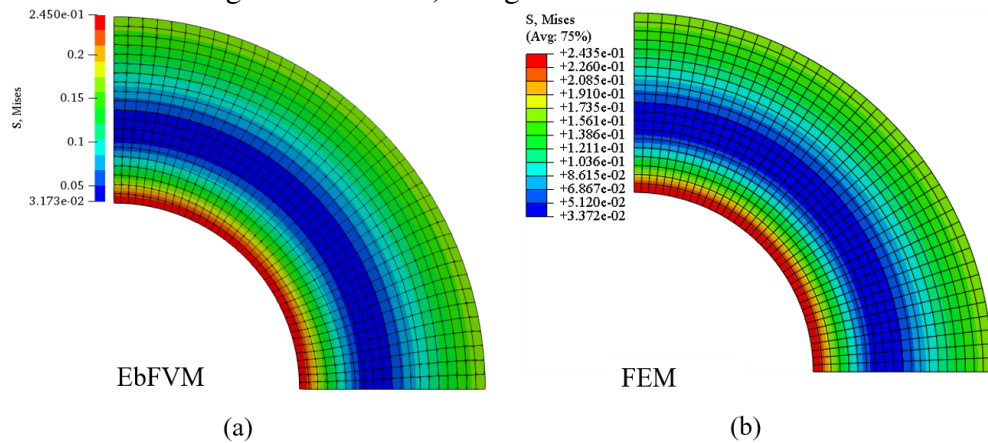 2.450e-01
0.2
0.15
0.1
0.05
3.173e-02
S, Mises
EbFVM
(a)
S, Mises
(Avg: 75%)
+2.435e-01
+2.260e-01
+2.085e-01
+1.910e-01
+1.735e-01
+1.561e-01
+1.386e-01
+1.211e-01
+1.036e-01
+8.615e-02
+6.867e-02
+5.120e-02
+3.372e-02
FEM
(b)